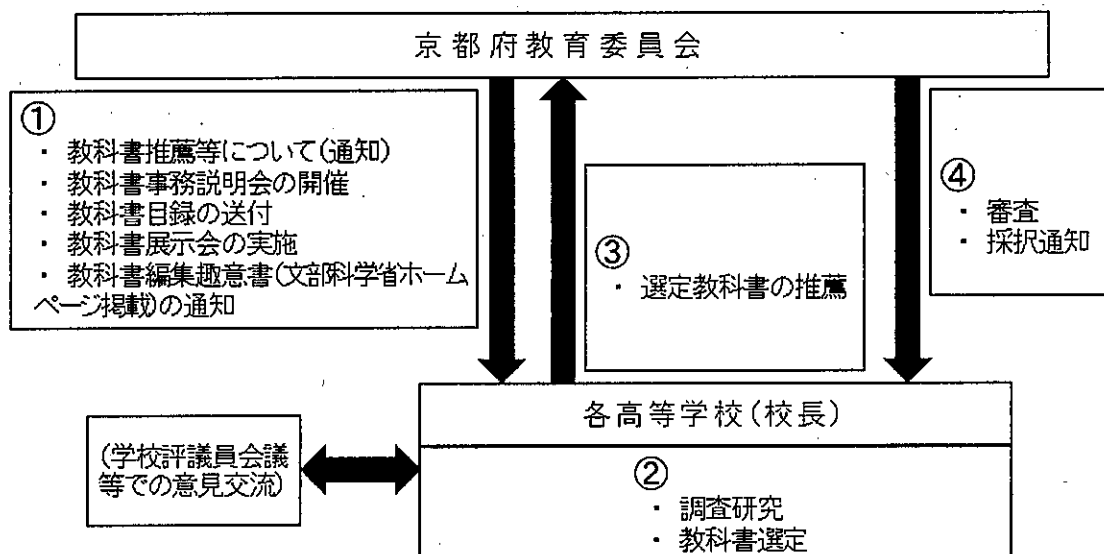 京都府教育委員会
①
・ 教科書推薦等について(通知)
・ 教科書事務説明会の開催
・ 教科書目録の送付
・ 教科書展示会の実施
・ 教科書編集趣意書(文部科学省ホーム
ページ掲載)の通知
③
・ 選定教科書の推薦
④
・ 審査
・ 採択通知
各高等学校(校長)
(学校評議員会議
等での意見交流)
②
・ 調査研究
・ 教科書選定